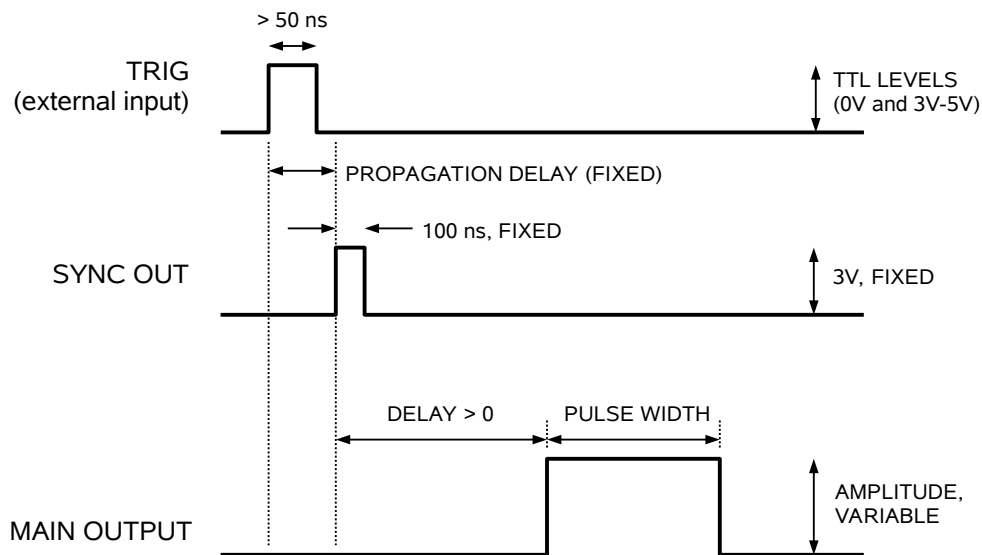 > 50 ns
TRIG
(external input)
TTL LEVELS
(0V and 3V-5V)
PROPAGATION DELAY (FIXED)
100 ns, FIXED
SYNC OUT
3V, FIXED
DELAY > 0
PULSE WIDTH
MAIN OUTPUT
AMPLITUDE,
VARIABLE